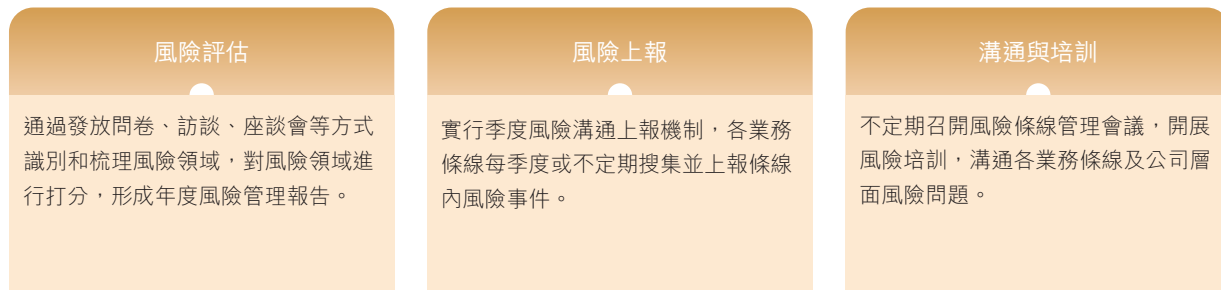 風險評估
通過發放問卷、訪談、座談會等方式
識別和梳理風險領域，對風險領域進
行打分，形成年度風險管理報告。
風險上報
實行季度風險溝通上報機制，各業務
條線每季度或不定期搜集並上報條線
內風險事件。
溝通與培訓
不定期召開風險條線管理會議，開展
風險培訓，溝通各業務條線及公司層
面風險問題。